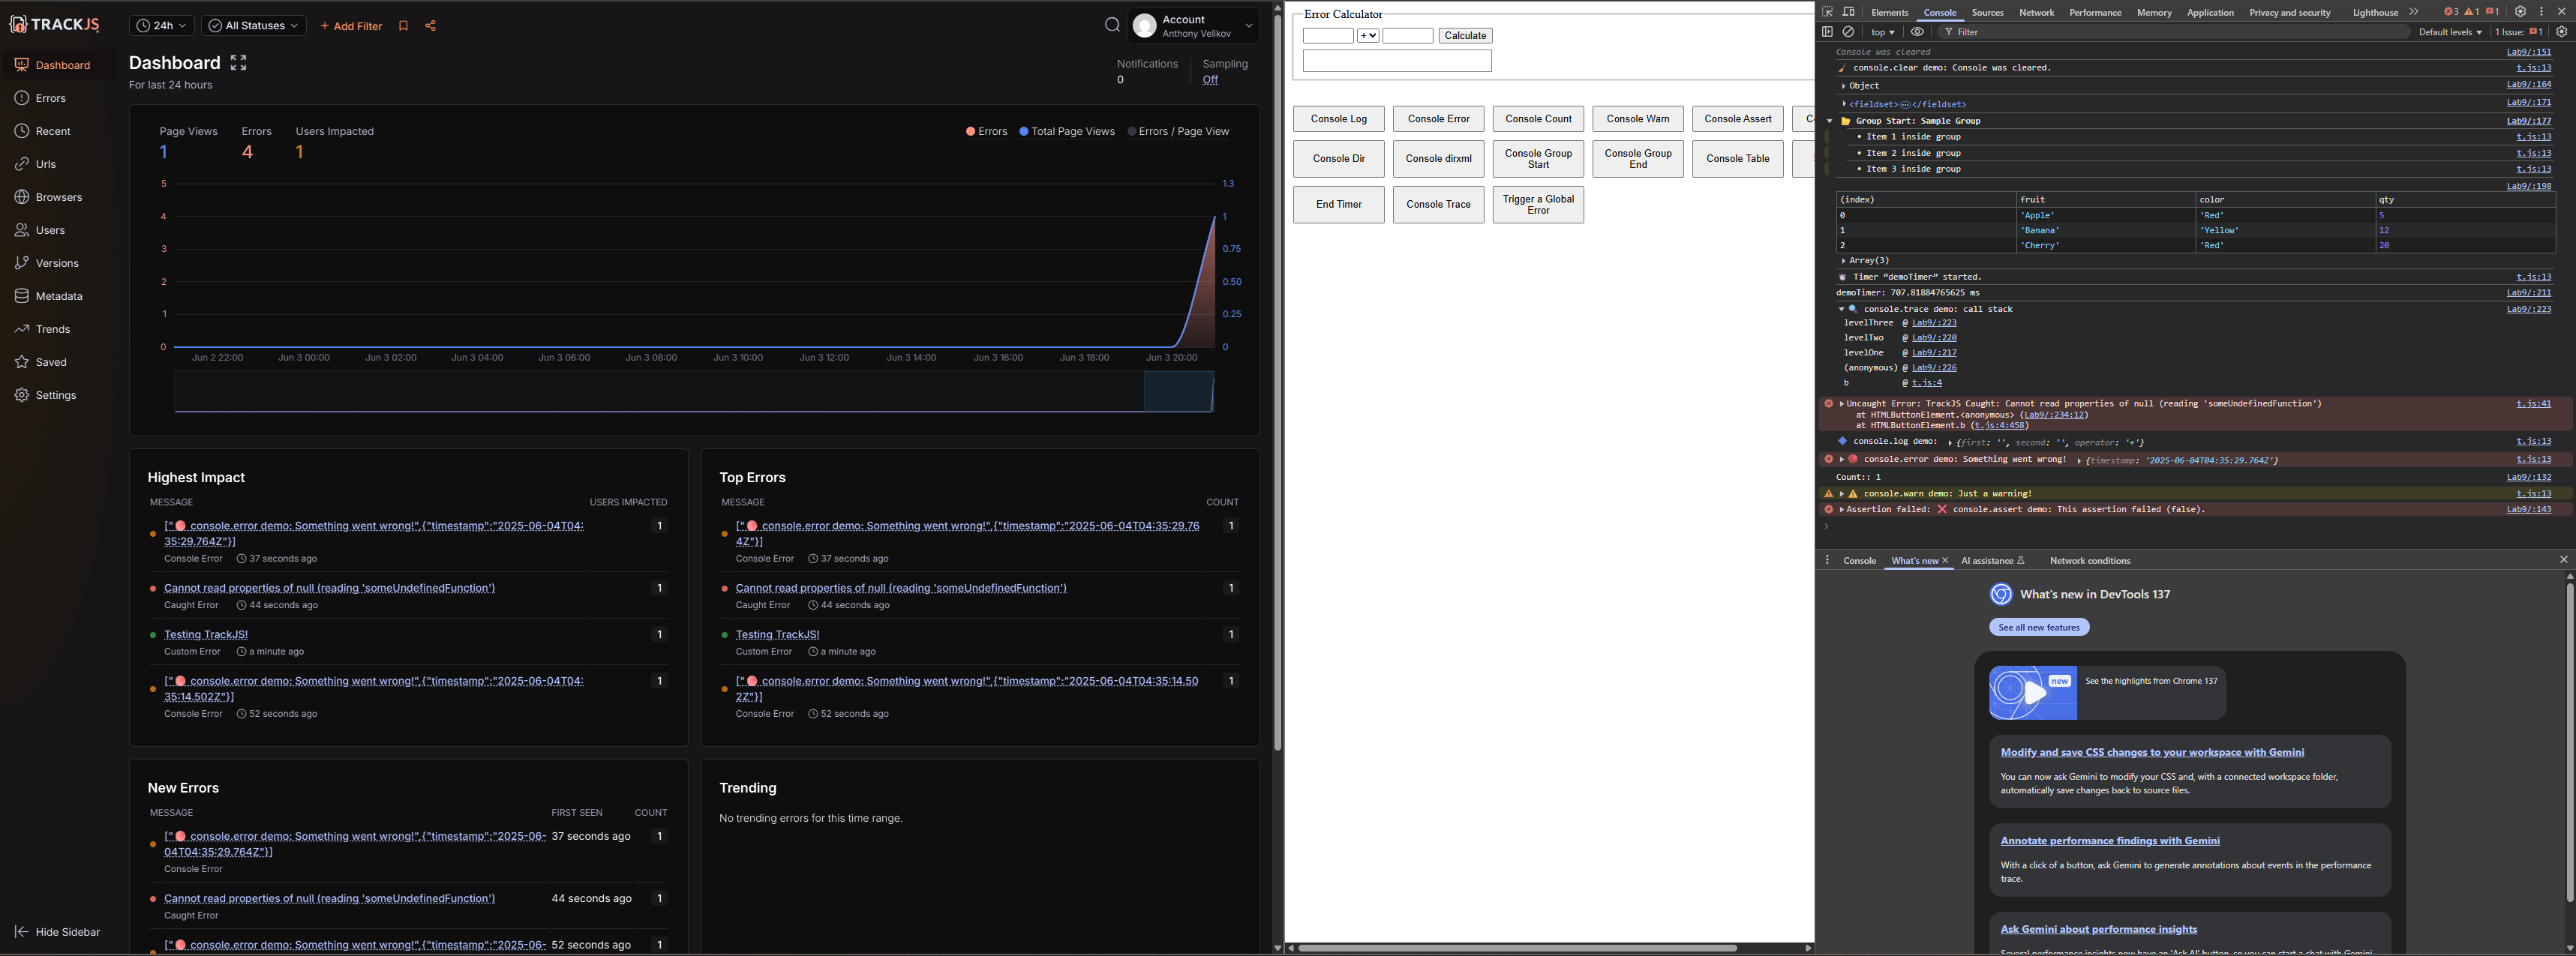 TRACKJS
24h
All Statuses
+ Add Filter
Account
Anthony Velikov
Dashboard
Errors
Recent
Urls
Browsers
Users
Versions
Metadata
Trends
Saved
Settings
Hide Sidebar
Dashboard
For last 24 hours
Notifications
0
Sampling
Off
Page Views
1
Errors
4
Users Impacted
1
Errors
Total Page Views
Errors / Page View
5
4
3
2
1
0
1.3
1
0.75
0.50
0.25
0
Jun 2 22:00
Jun 3 00:00
Jun 3 02:00
Jun 3 04:00
Jun 3 06:00
Jun 3 08:00
Jun 3 10:00
Jun 3 12:00
Jun 3 14:00
Jun 3 16:00
Jun 3 18:00
Jun 3 20:00
Highest Impact
MESSAGE USERS IMPACTED
["🔴 console.error demo: Something went wrong!",{"timestamp":"2025-06-04T04: 1
35:29.764Z"}]
Console Error 37 seconds ago
Cannot read properties of null (reading 'someUndefinedFunction') 1
Caught Error 44 seconds ago
Testing TrackJS! 1
Custom Error a minute ago
["🔴 console.error demo: Something went wrong!",{"timestamp":"2025-06-04T04: 1
35:14.502Z"}]
Console Error 52 seconds ago
Top Errors
MESSAGE COUNT
["🔴 console.error demo: Something went wrong!",{"timestamp":"2025-06-04T04:35:29.76 1
4Z"}]
Console Error 37 seconds ago
Cannot read properties of null (reading 'someUndefinedFunction') 1
Caught Error 44 seconds ago
Testing TrackJS! 1
Custom Error a minute ago
["🔴 console.error demo: Something went wrong!",{"timestamp":"2025-06-04T04:35:14.50 1
2Z"}]
Console Error 52 seconds ago
New Errors
MESSAGE FIRST SEEN COUNT
["🔴 console.error demo: Something went wrong!",{"timestamp":"2025-06- 37 seconds ago 1
04T04:35:29.764Z"}]
Console Error
Cannot read properties of null (reading 'someUndefinedFunction') 44 seconds ago 1
Caught Error
["🔴 console.error demo: Something went wrong!",{"timestamp":"2025-06- 52 seconds ago 1
Trending
No trending errors for this time range.
Error Calculator
+
Calculate
Console Log
Console Error
Console Count
Console Warn
Console Assert
Console Dir
Console dirxml
Console Group
Start
Console Group
End
Console Table
End Timer
Console Trace
Trigger a Global
Error
Elements Console Sources Network Performance Memory Application Privacy and security Lighthouse 3 1 1
top Filter Default levels 1 Issue: 1
Console was cleared Lab9/:151
🧹 console.clear demo: Console was cleared. t.js:13
Object Lab9/:164
<fieldset>…</fieldset> Lab9/:171
📂 Group Start: Sample Group Lab9/:177
• Item 1 inside group t.js:13
• Item 2 inside group t.js:13
• Item 3 inside group t.js:13
Lab9/:198
(index) fruit color qty
0 'Apple' 'Red' 5
1 'Banana' 'Yellow' 12
2 'Cherry' 'Red' 20
Array(3)
Timer “demoTimer” started. t.js:13
demoTimer: 707.81884765625 ms Lab9/:211
🔍 console.trace demo: call stack Lab9/:223
levelThree @ Lab9/:223
levelTwo @ Lab9/:220
levelOne @ Lab9/:217
(anonymous) @ Lab9/:226
b @ t.js:4
Uncaught Error: TrackJS Caught: Cannot read properties of null (reading 'someUndefinedFunction') t.js:41
at HTMLButtonElement.<anonymous> (Lab9/:234:12)
at HTMLButtonElement.b (t.js:4:458)
🔷 console.log demo: {first: '', second: '', operator: '+'} t.js:13
🔴 console.error demo: Something went wrong! {timestamp: '2025-06-04T04:35:29.764Z'} t.js:13
Count:: 1 Lab9/:132
⚠️ console.warn demo: Just a warning! t.js:13
Assertion failed: ❌ console.assert demo: This assertion failed (false). Lab9/:143
Console What's new AI assistance Network conditions
What's new in DevTools 137
See all new features
new
See the highlights from Chrome 137
Modify and save CSS changes to your workspace with Gemini
You can now ask Gemini to modify your CSS and, with a connected workspace folder,
automatically save changes back to source files.
Annotate performance findings with Gemini
With a click of a button, ask Gemini to generate annotations about events in the performance
trace.
Ask Gemini about performance insights
Several performance insights now have an 'Ask AI' button, so you can start a chat with Gemini